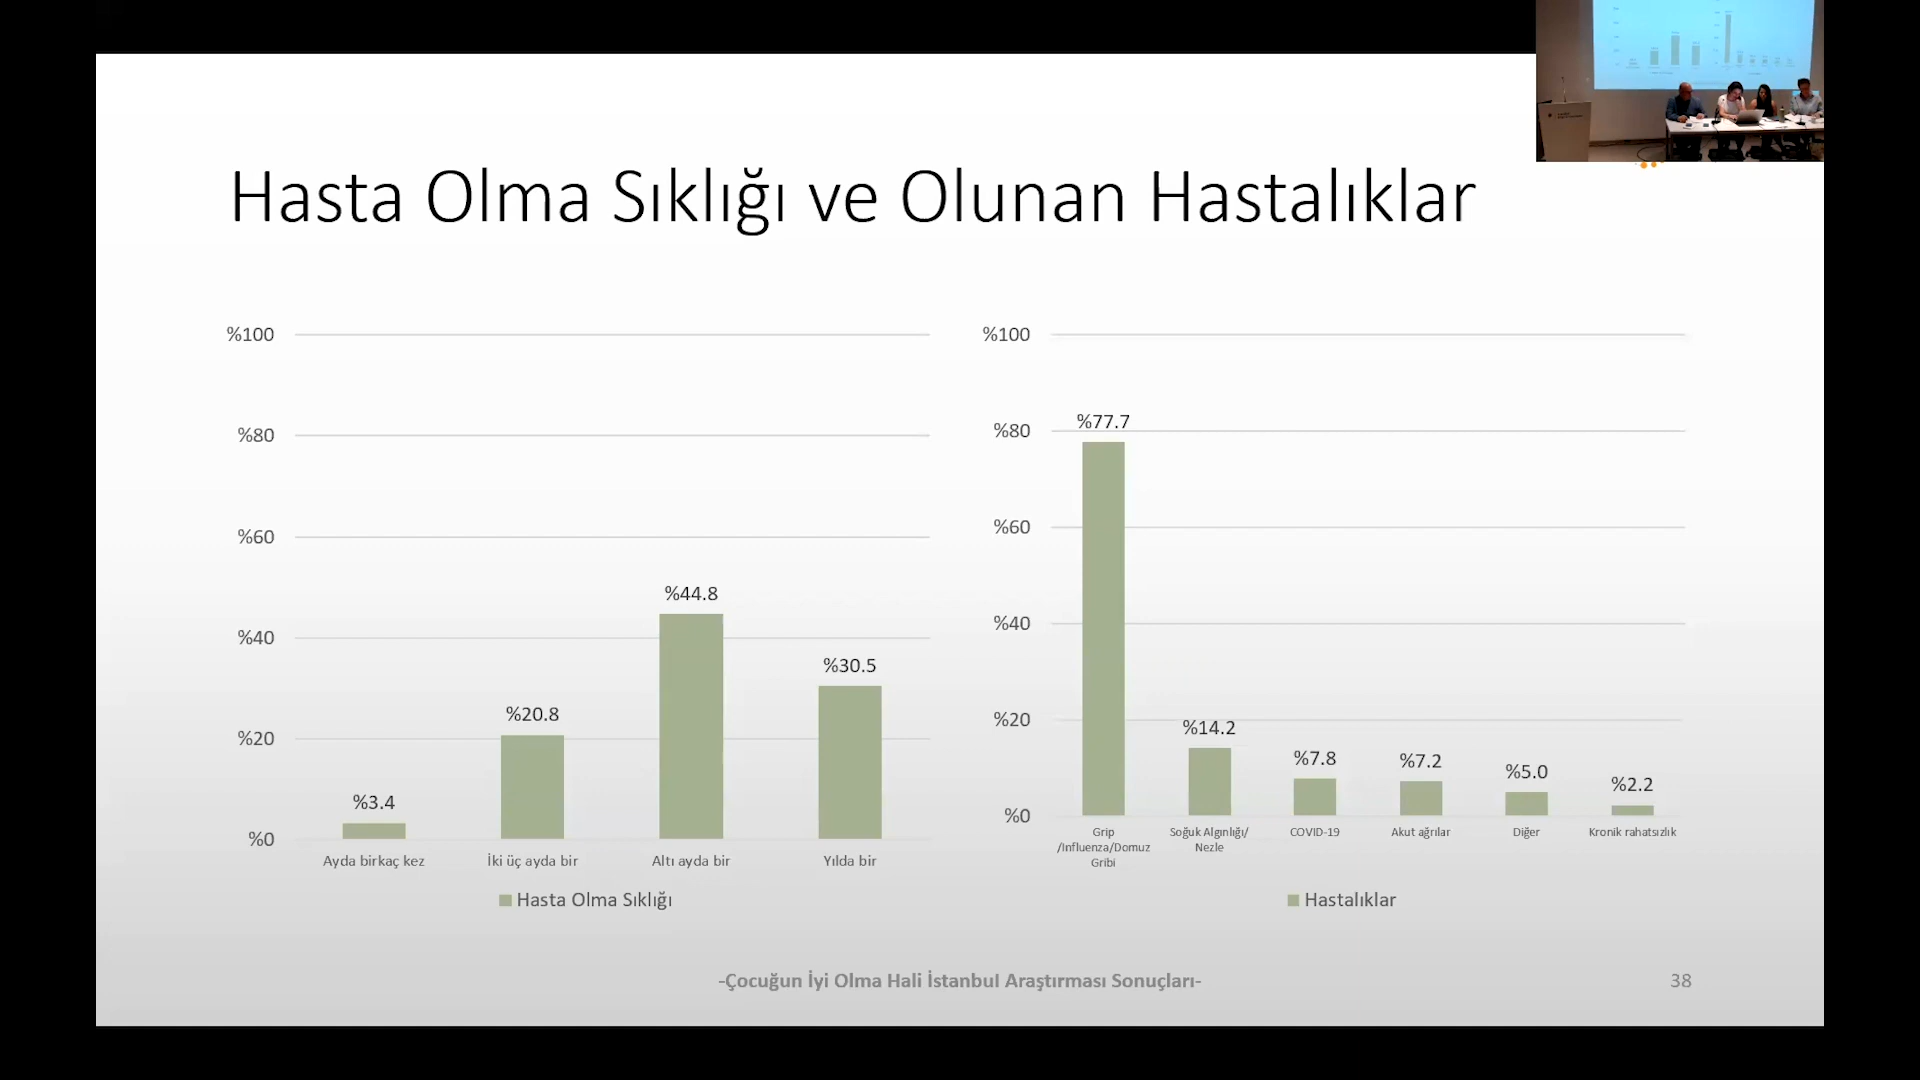 Hasta Olma Sıklığı ve Olunan Hastalıklar
%100
%80
%60
%40
%20
%0
%3.4
%20.8
%44.8
%30.5
Ayda birkaç kez
İki üç ayda bir
Altı ayda bir
Yılda bir
Hasta Olma Sıklığı
%100
%80
%60
%40
%20
%0
%77.7
%14.2
%7.8
%7.2
%5.0
%2.2
Grip
/İnfluenza/Domuz
Gribi
Soğuk Algınlığı/
Nezle
COVID-19
Akut ağrılar
Diğer
Kronik rahatsızlık
Hastalıklar
-Çocuğun İyi Olma Hali İstanbul Araştırması Sonuçları-
38